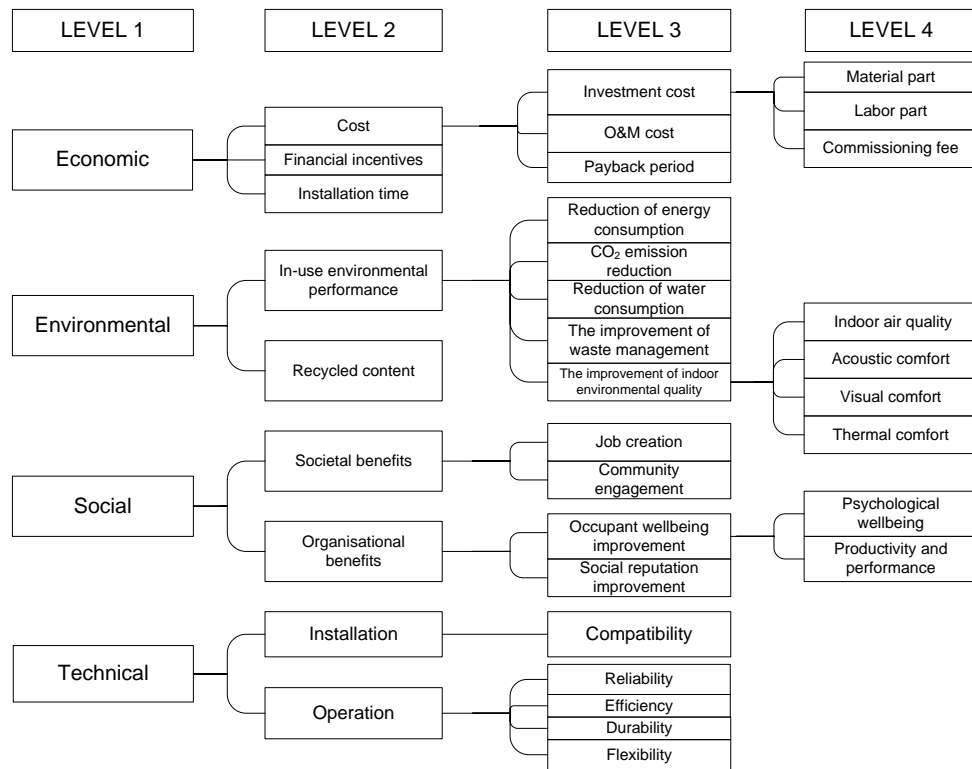 LEVEL 1
LEVEL 2
LEVEL 3
LEVEL 4
Economic
Cost
Financial incentives
Installation time
Investment cost
O&M cost
Payback period
Material part
Labor part
Commissioning fee
Environmental
In-use environmental
performance
Recycled content
Reduction of energy
consumption
CO₂ emission
reduction
Reduction of water
consumption
The improvement of
waste management
The improvement of indoor
environmental quality
Indoor air quality
Acoustic comfort
Visual comfort
Thermal comfort
Social
Societal benefits
Organisational
benefits
Job creation
Community
engagement
Occupant wellbeing
improvement
Social reputation
improvement
Psychological
wellbeing
Productivity and
performance
Technical
Installation
Operation
Compatibility
Reliability
Efficiency
Durability
Flexibility